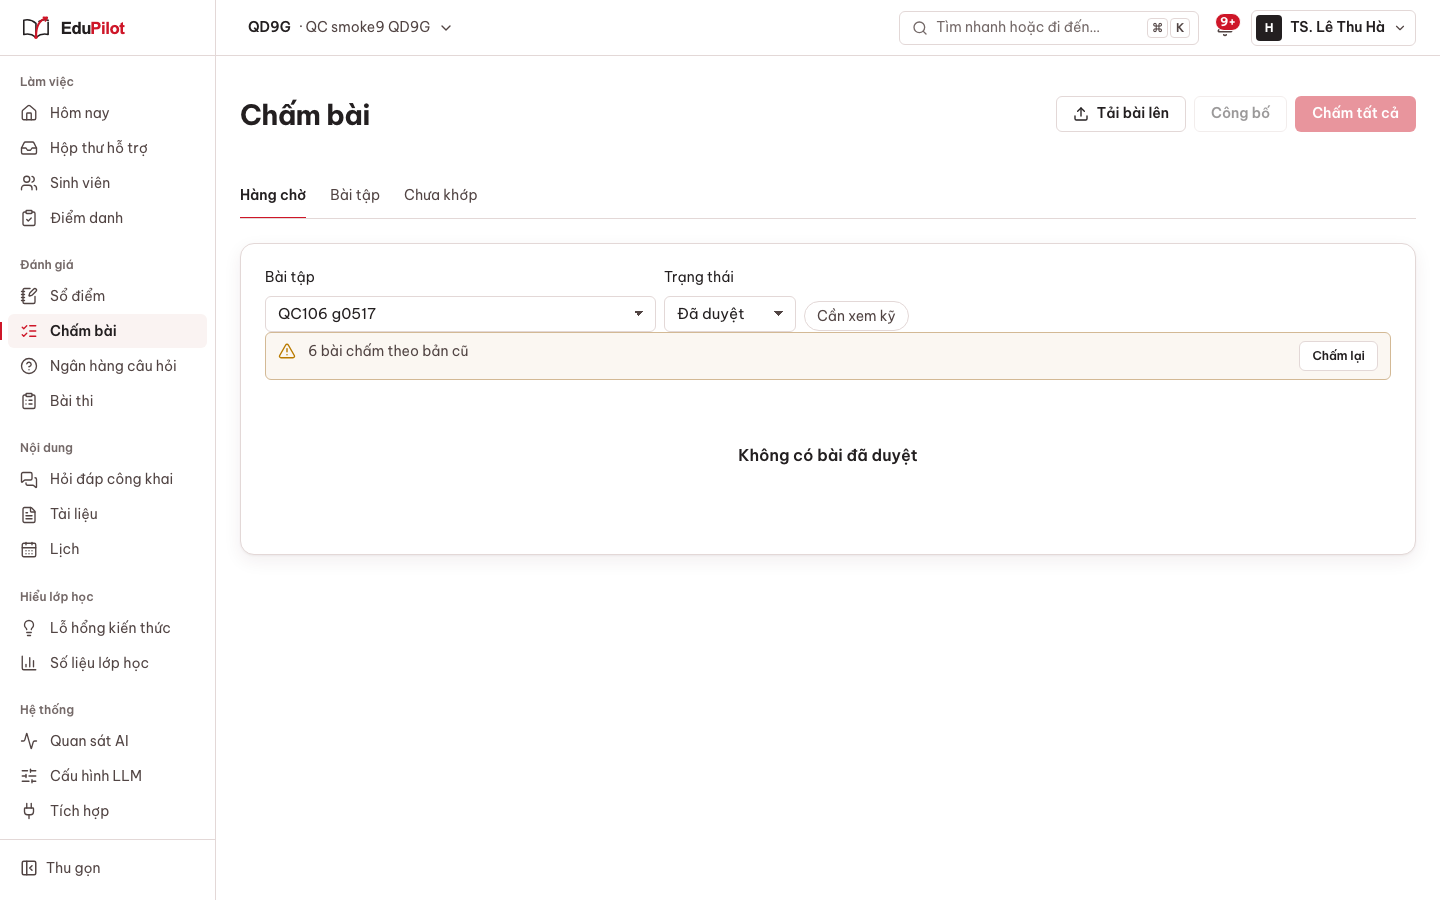 EduPilot
QD9G · QC smoke9 QD9G
Tìm nhanh hoặc đi đến... ⌘ K
9+
H TS. Lê Thu Hà
Làm việc
Hôm nay
Hộp thư hỗ trợ
Sinh viên
Điểm danh
Đánh giá
Sổ điểm
Chấm bài
Ngân hàng câu hỏi
Bài thi
Nội dung
Hỏi đáp công khai
Tài liệu
Lịch
Hiểu lớp học
Lỗ hổng kiến thức
Số liệu lớp học
Hệ thống
Quan sát AI
Cấu hình LLM
Tích hợp
Thu gọn
Chấm bài
Tải bài lên
Công bố
Chấm tất cả
Hàng chờ
Bài tập
Chưa khớp
Bài tập
Trạng thái
QC106 g0517
Đã duyệt
Cần xem kỹ
6 bài chấm theo bản cũ
Chấm lại
Không có bài đã duyệt